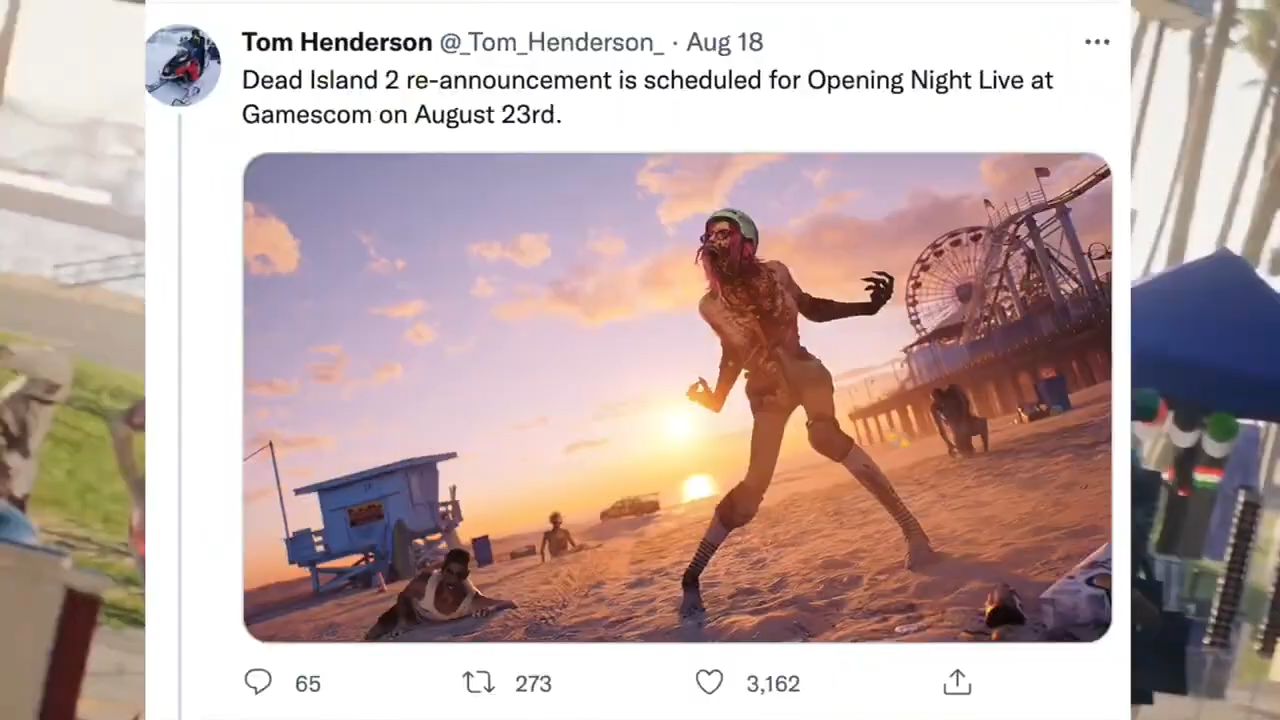 Tom Henderson @_Tom_Henderson_ · Aug 18
Dead Island 2 re-announcement is scheduled for Opening Night Live at
Gamescom on August 23rd.
65 273 3,162